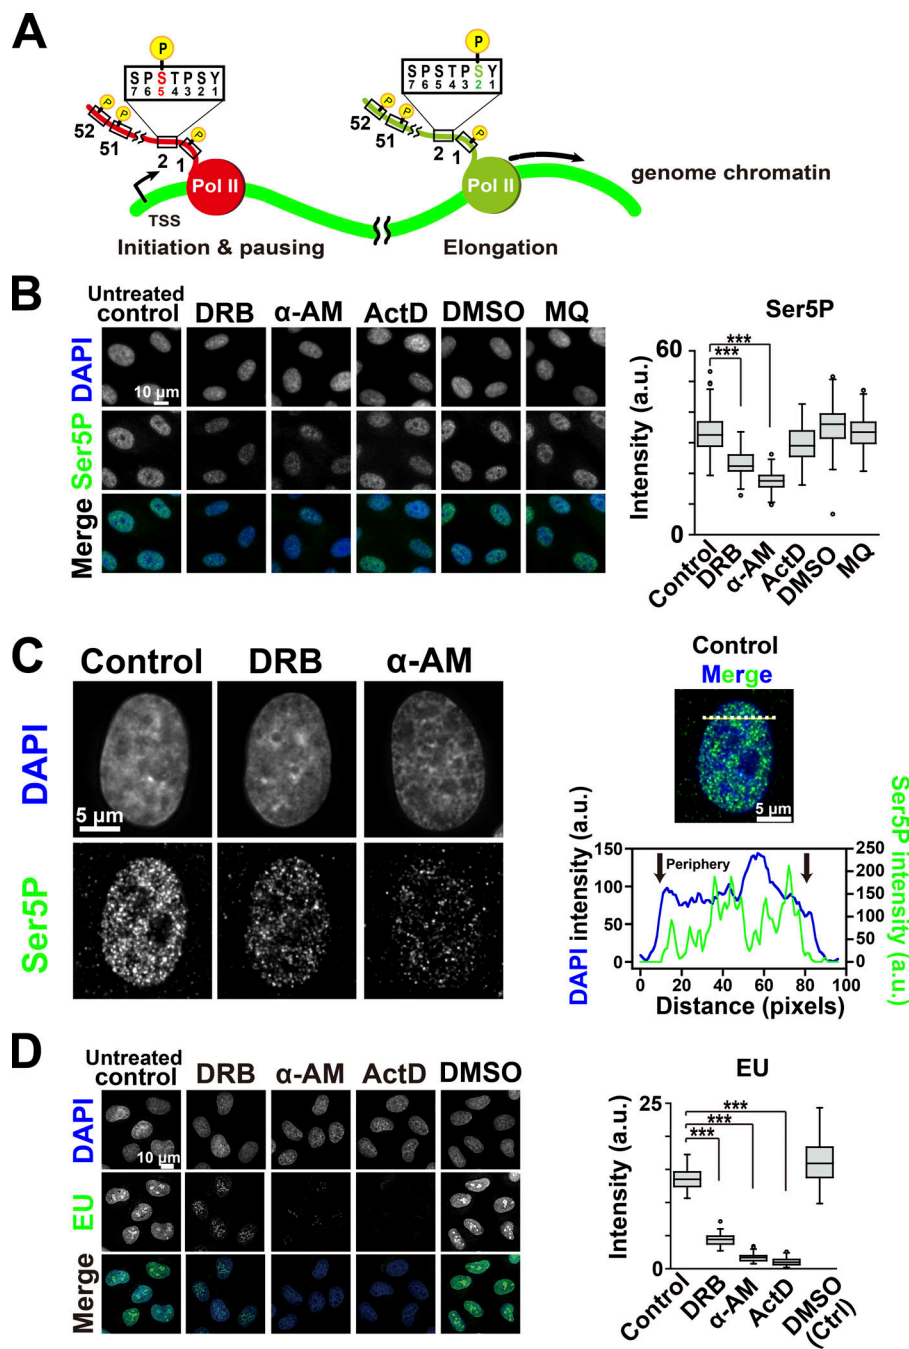 A
P
P
S P S T P S Y
7 6 5 4 3 2 1
S P S T P S Y
7 6 5 4 3 2 1
P
P
P
P
P
P
52
51
2
1
52
51
2
1
Pol II
Pol II
genome chromatin
TSS
Initiation & pausing
Elongation
B
Untreated
control
DRB
α-AM
ActD
DMSO
MQ
DAPI
Ser5P
Merge
10 µm
Ser5P
Intensity (a.u.)
60
0
***
***
Control
DRB
α-AM
ActD
DMSO
MQ
C
Control
DRB
α-AM
DAPI
Ser5P
5 µm
Control
Merge
5 µm
DAPI intensity (a.u.)
Ser5P intensity (a.u.)
Periphery
150
100
50
0
250
200
150
100
50
0
0 20 40 60 80 100
Distance (pixels)
D
Untreated
control
DRB
α-AM
ActD
DMSO
DAPI
EU
Merge
10 µm
EU
Intensity (a.u.)
25
0
***
***
***
Control
DRB
α-AM
ActD
DMSO
(Ctrl)